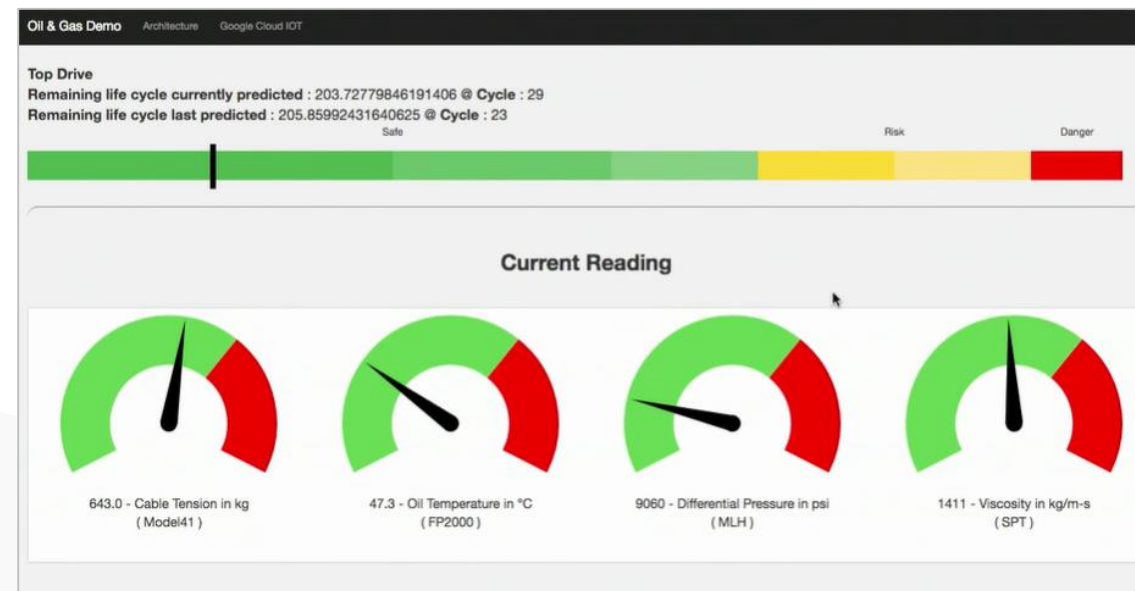 Oil & Gas Demo Architecture Google Cloud IOT
Top Drive
Remaining life cycle currently predicted : 203.72779846191406 @ Cycle : 29
Remaining life cycle last predicted : 205.85992431640625 @ Cycle : 23
Safe Risk Danger
Current Reading
643.0 - Cable Tension in kg
( Model41 )
47.3 - Oil Temperature in °C
( FP2000 )
9060 - Differential Pressure in psi
( MLH )
1411 - Viscosity in kg/m-s
( SPT )